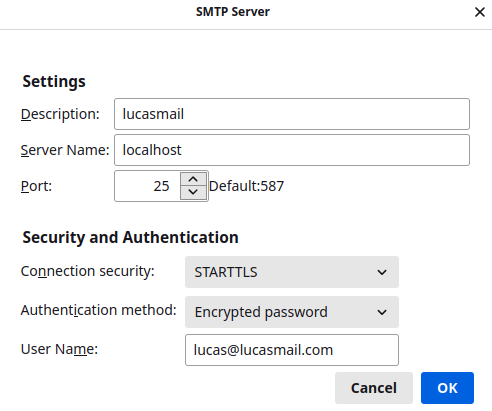 SMTP Server
Settings
Description: lucasmail
Server Name: localhost
Port: 25 Default:587
Security and Authentication
Connection security: STARTTLS
Authentication method: Encrypted password
User Name: lucas@lucasmail.com
Cancel OK